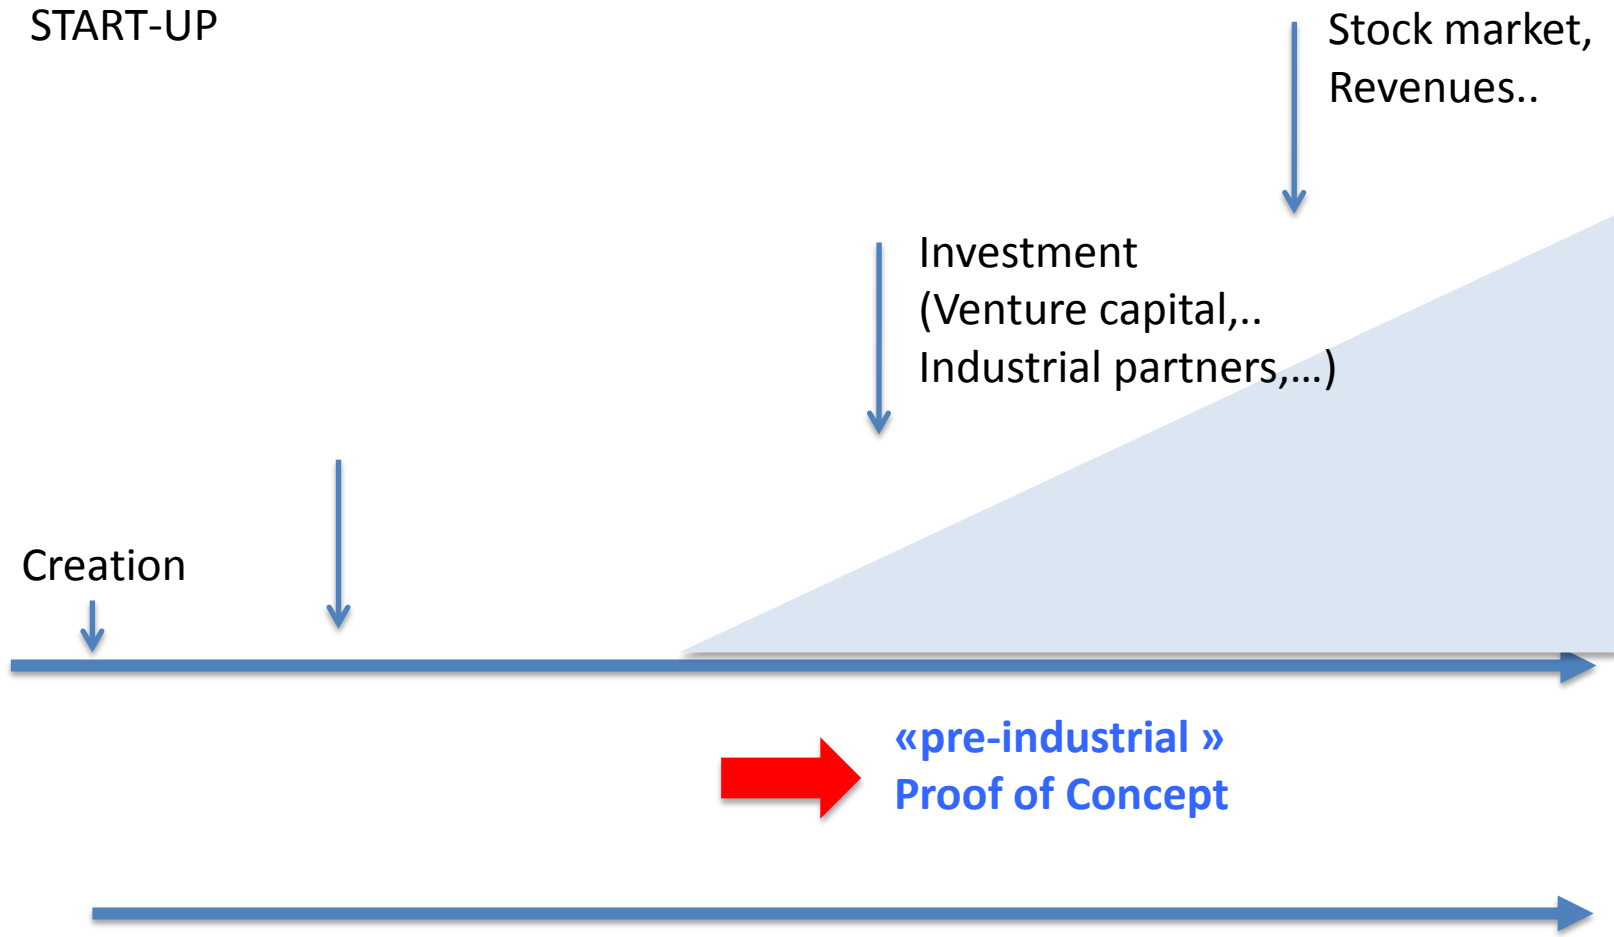 START-UP
Stock market,
Revenues..
Investment
(Venture capital,..
Industrial partners,...)
Creation
«pre-industrial »
Proof of Concept